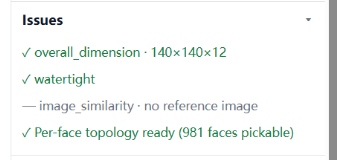 Issues
✓ overall_dimension · 140×140×12
✓ watertight
— image_similarity · no reference image
✓ Per-face topology ready (981 faces pickable)